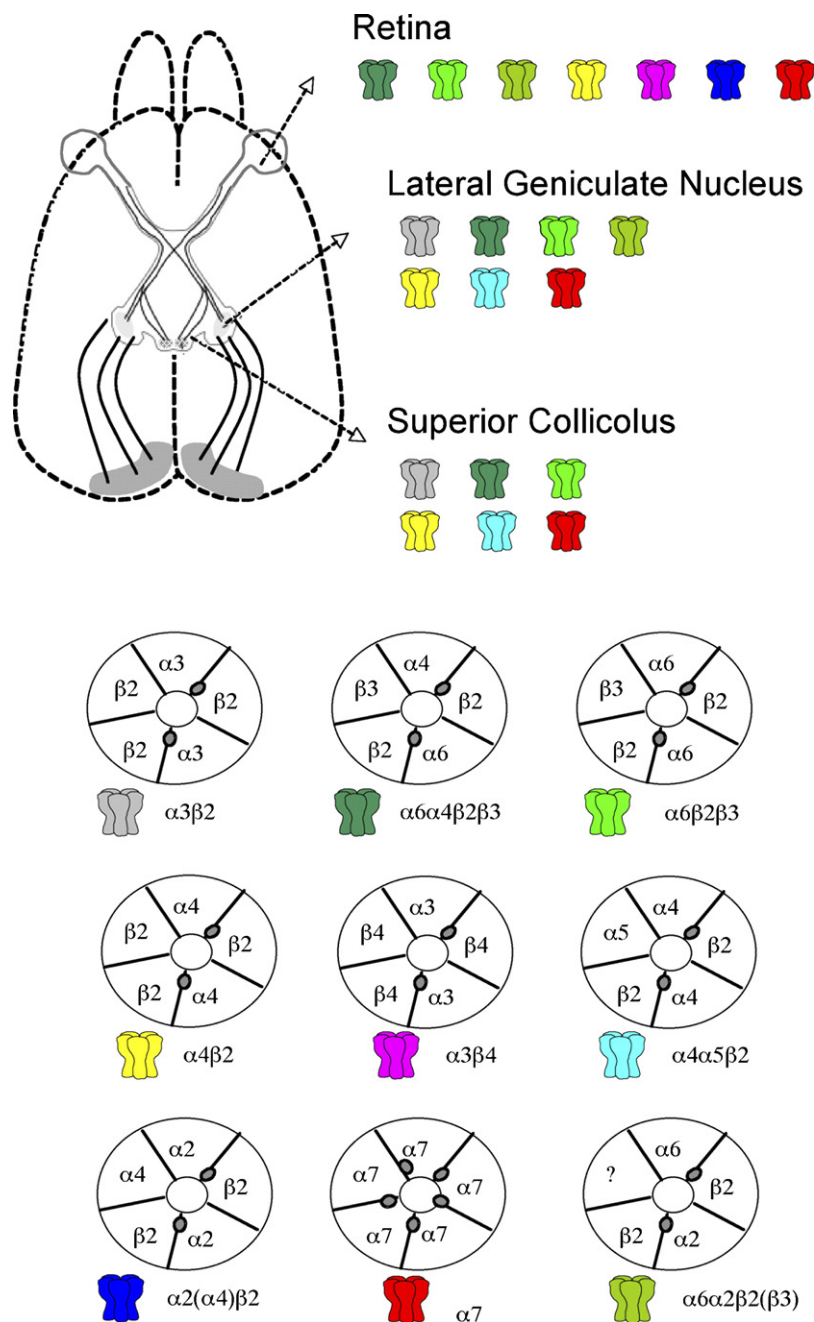 Retina
Lateral Geniculate Nucleus
Superior Collicolus
α3
β2
β2
β2
α3
α3β2
α4
β3
β2
β2
α6
α6α4β2β3
α6
β3
β2
β2
α6
α6β2β3
α4
β2
β2
β2
α4
α4β2
α3
β4
β4
β4
α3
α3β4
α4
α5
β2
β2
α4
α4α5β2
α2
α4
β2
β2
α2
α2(α4)β2
α7
α7
α7
α7
α7
α7
α6
?
β2
β2
α2
α6α2β2(β3)